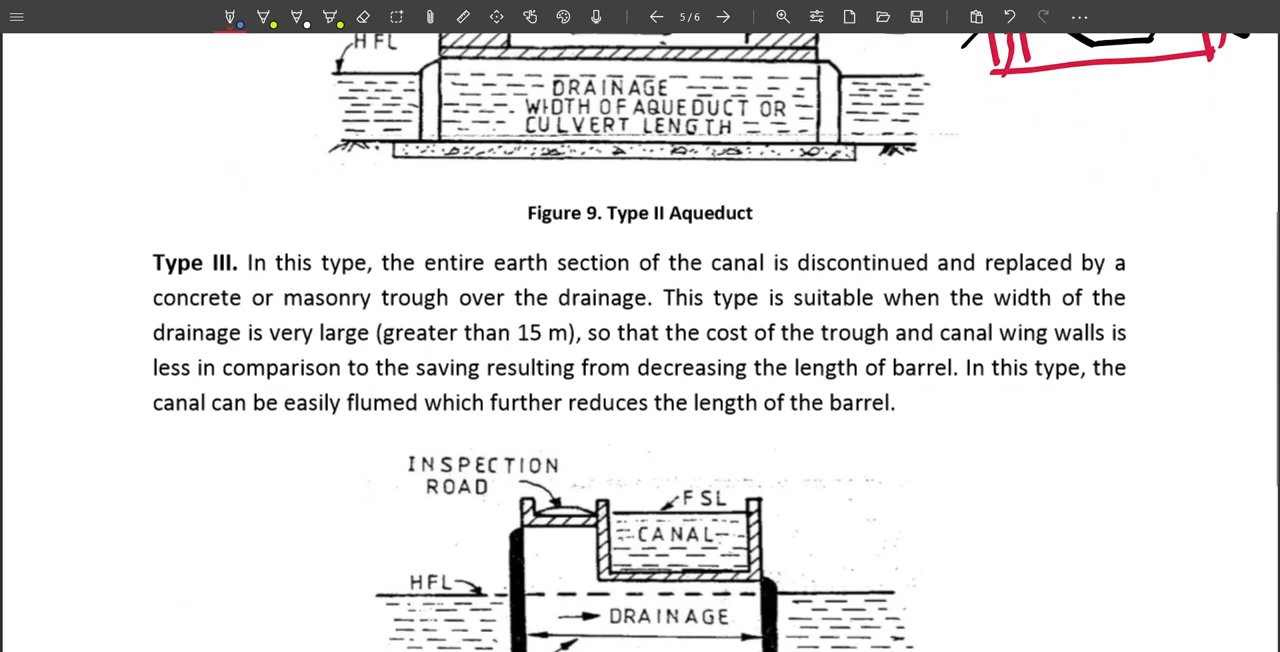 5/6
HFL
DRAINAGE
WIDTH OF AQUEDUCT OR
CULVERT LENGTH
Figure 9. Type II Aqueduct
Type III. In this type, the entire earth section of the canal is discontinued and replaced by a
concrete or masonry trough over the drainage. This type is suitable when the width of the
drainage is very large (greater than 15 m), so that the cost of the trough and canal wing walls is
less in comparison to the saving resulting from decreasing the length of barrel. In this type, the
canal can be easily flumed which further reduces the length of the barrel.
INSPECTION
ROAD
FSL
CANAL
HFL
DRAINAGE